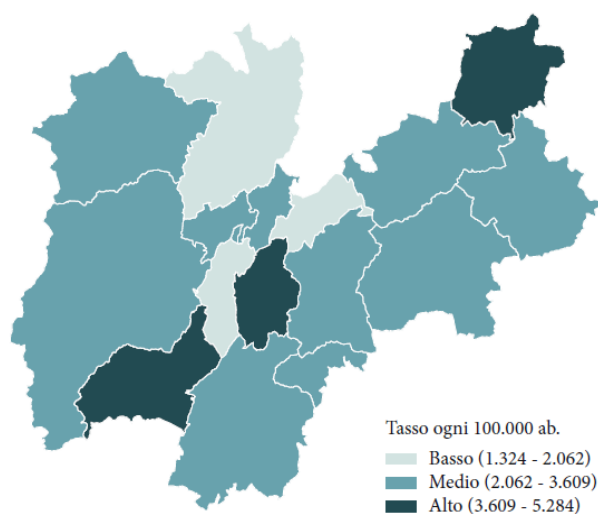 Tasso ogni 100.000 ab.
Basso (1.324 - 2.062)
Medio (2.062 - 3.609)
Alto (3.609 - 5.284)